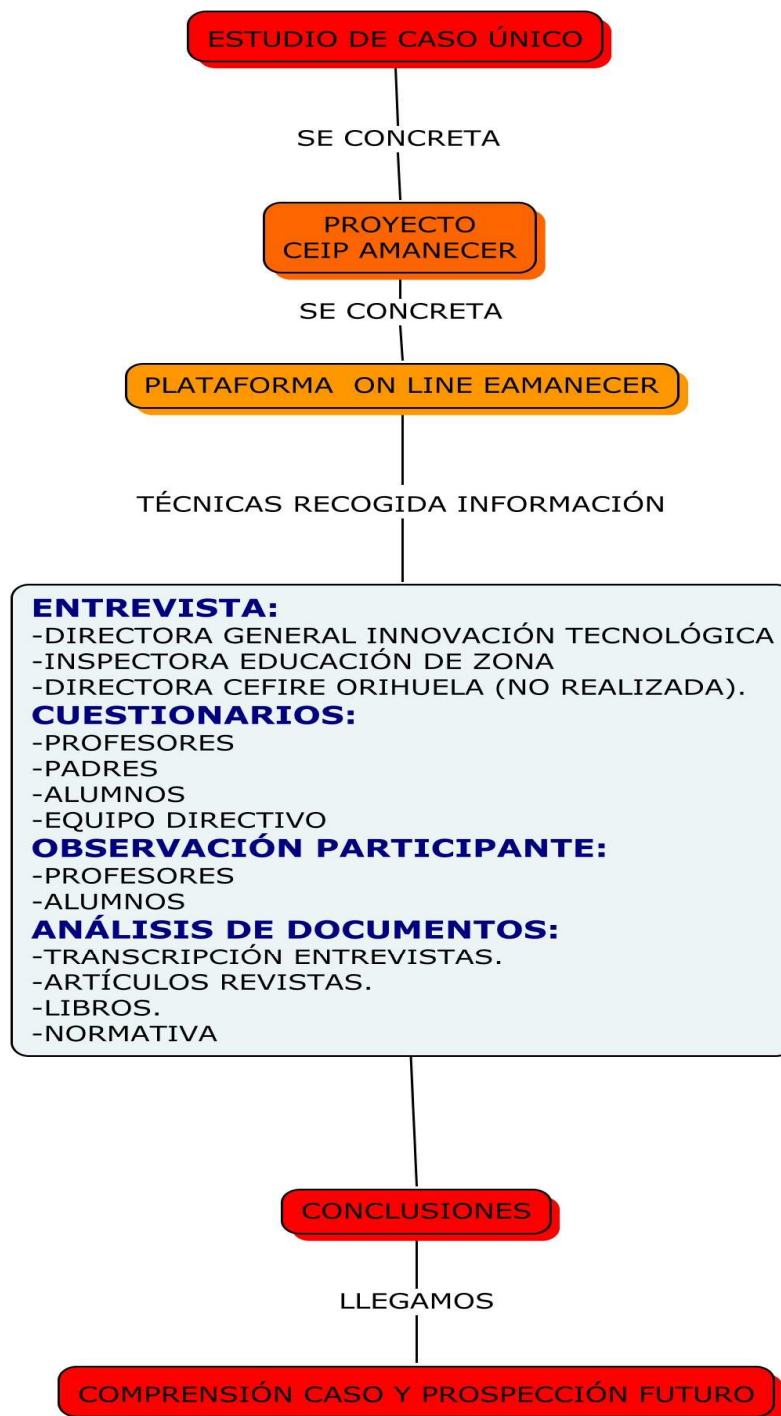 ESTUDIO DE CASO ÚNICO
SE CONCRETA
PROYECTO
CEIP AMANECER
SE CONCRETA
PLATAFORMA ON LINE EAMANECER
TÉCNICAS RECOGIDA INFORMACIÓN
ENTREVISTA:
-DIRECTORA GENERAL INNOVACIÓN TECNOLÓGICA
-INSPECTORA EDUCACIÓN DE ZONA
-DIRECTORA CEFIRE ORIHUELA (NO REALIZADA).
CUESTIONARIOS:
-PROFESORES
-PADRES
-ALUMNOS
-EQUIPO DIRECTIVO
OBSERVACIÓN PARTICIPANTE:
-PROFESORES
-ALUMNOS
ANÁLISIS DE DOCUMENTOS:
-TRANSCRIPCIÓN ENTREVISTAS.
-ARTÍCULOS REVISTAS.
-LIBROS.
-NORMATIVA
CONCLUSIONES
LLEGAMOS
COMPRENSIÓN CASO Y PROSPECCIÓN FUTURO